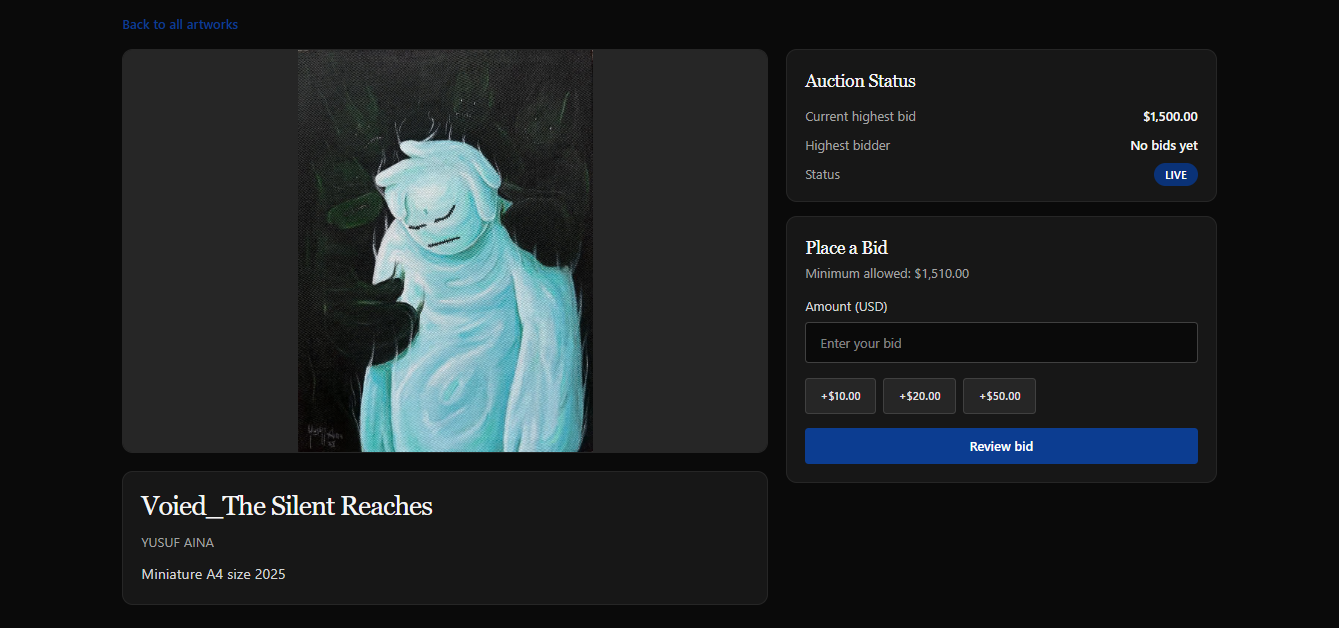 Back to all artworks
Auction Status
Current highest bid $1,500.00
Highest bidder No bids yet
Status LIVE
Place a Bid
Minimum allowed: $1,510.00
Amount (USD)
Enter your bid
+$10.00 +$20.00 +$50.00
Review bid
Voied_The Silent Reaches
YUSUF AINA
Miniature A4 size 2025